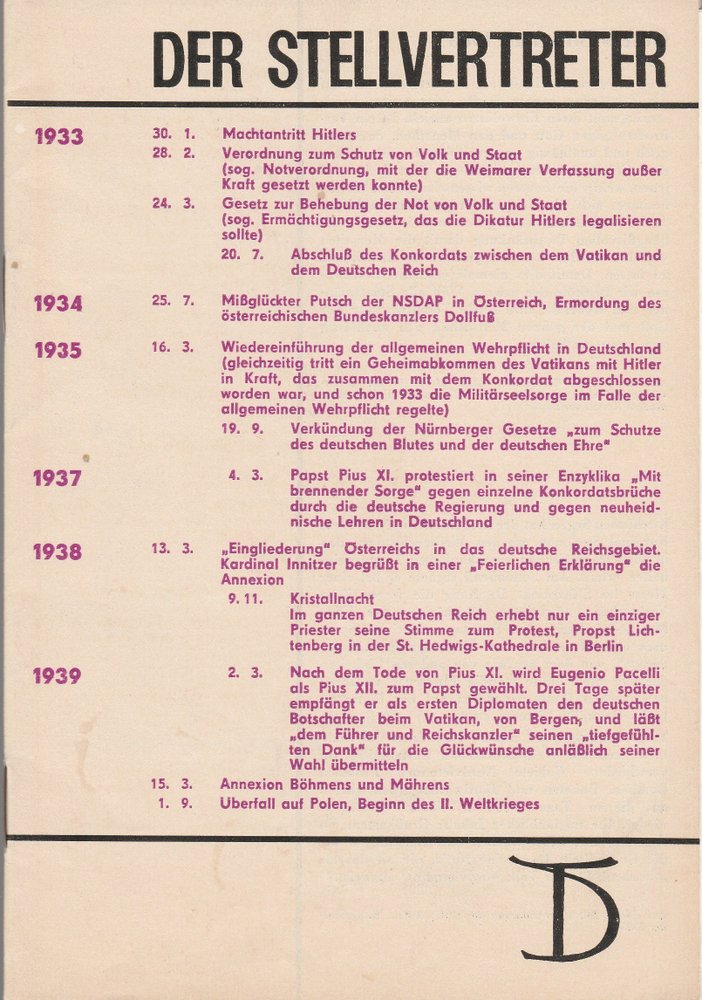 DER STELLVERTRETER
1933 30. 1. Machtantritt Hitlers
28. 2. Verordnung zum Schutz von Volk und Staat
(sog. Notverordnung, mit der die Weimarer Verfassung außer
Kraft gesetzt werden konnte)
24. 3. Gesetz zur Behebung der Not von Volk und Staat
(sog. Ermächtigungsgesetz, das die Dikatur Hitlers legalisieren
sollte)
20. 7. Abschluß des Konkordats zwischen dem Vatikan und
dem Deutschen Reich
1934 25. 7. Mißglückter Putsch der NSDAP in Österreich, Ermordung des
österreichischen Bundeskanzlers Dollfuß
1935 16. 3. Wiedereinführung der allgemeinen Wehrpflicht in Deutschland
(gleichzeitig tritt ein Geheimabkommen des Vatikans mit Hitler
in Kraft, das zusammen mit dem Konkordat abgeschlossen
worden war, und schon 1933 die Militärseelsorge im Falle der
allgemeinen Wehrpflicht regelte)
19. 9. Verkündung der Nürnberger Gesetze „zum Schutze
des deutschen Blutes und der deutschen Ehre"
1937 4. 3. Papst Pius XI. protestiert in seiner Enzyklika „Mit
brennender Sorge" gegen einzelne Konkordatsbrüche
durch die deutsche Regierung und gegen neuheid-
nische Lehren in Deutschland
1938 13. 3. „Eingliederung" Österreichs in das deutsche Reichsgebiet.
Kardinal Innitzer begrüßt in einer „Feierlichen Erklärung" die
Annexion
9. 11. Kristallnacht
Im ganzen Deutschen Reich erhebt nur ein einziger
Priester seine Stimme zum Protest, Propst Lich-
tenberg in der St. Hedwigs-Kathedrale in Berlin
1939 2. 3. Nach dem Tode von Pius XI. wird Eugenio Pacelli
als Pius XII. zum Papst gewählt. Drei Tage später
empfängt er als ersten Diplomaten den deutschen
Botschafter beim Vatikan, von Bergen, und läßt
„dem Führer und Reichskanzler" seinen „tiefgefühl-
ten Dank" für die Glückwünsche anläßlich seiner
Wahl übermitteln
15. 3. Annexion Böhmens und Mährens
1. 9. Uberfall auf Polen, Beginn des II. Weltkrieges
DT